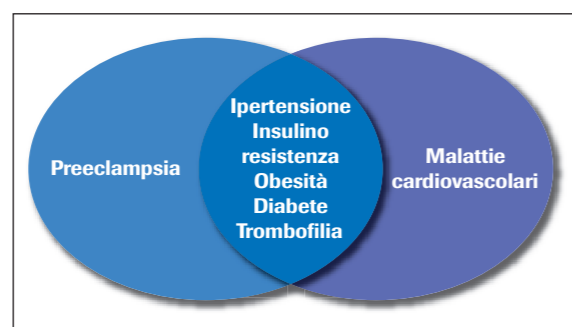 Preeclampsia
Ipertensione
Insulino
resistenza
Obesità
Diabete
Trombofilia
Malattie
cardiovascolari